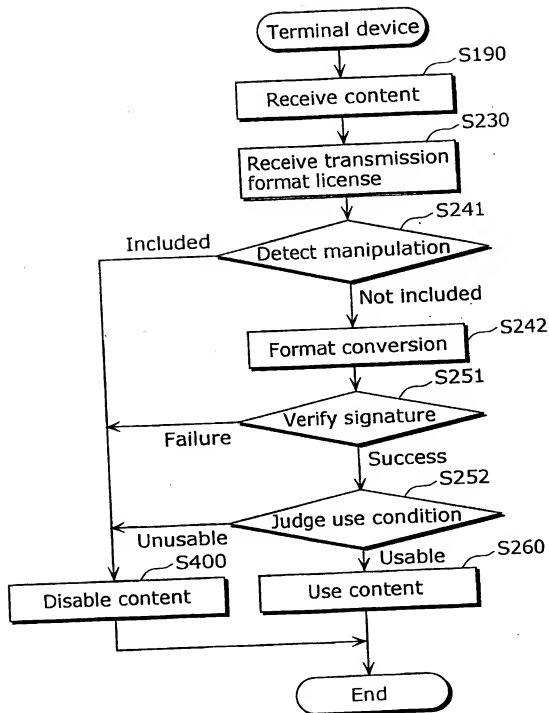 Terminal device
S190
Receive content
S230
Receive transmission
format license
S241
Included
Detect manipulation
Not included
S242
Format conversion
S251
Verify signature
Failure
Success
S252
Judge use condition
Unusable
Usable
S400
S260
Disable content
Use content
End